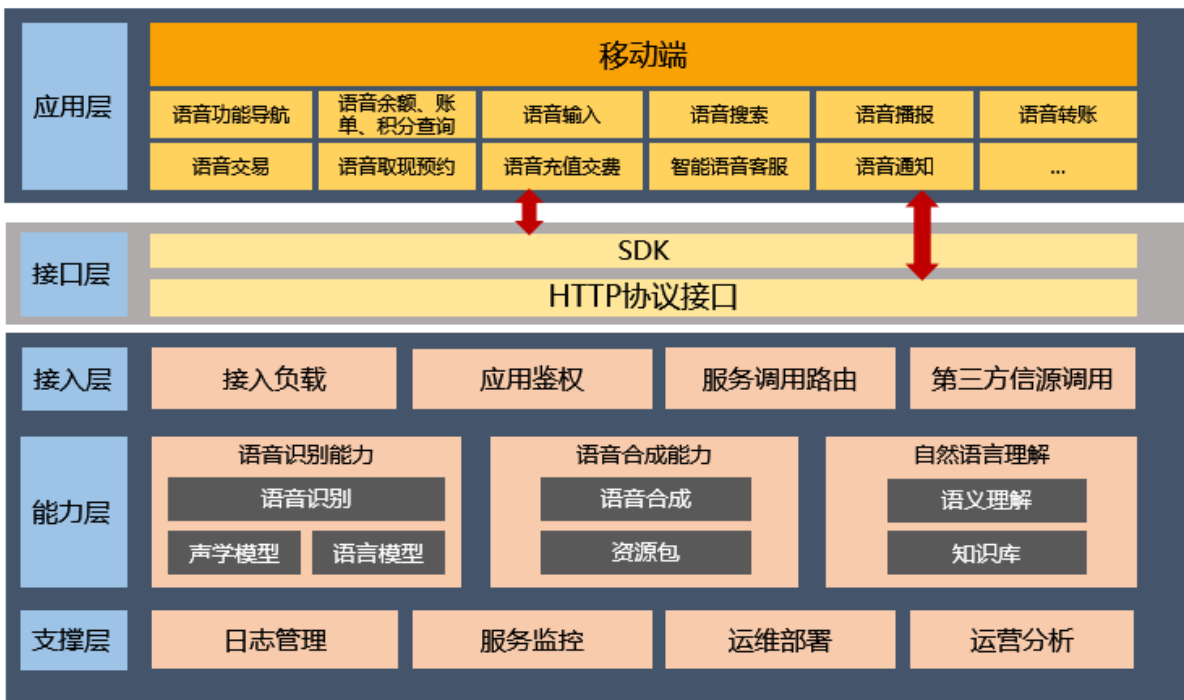 移动端
应用层
语音功能导航
语音余额、账
单、积分查询
语音输入
语音搜索
语音播报
语音转账
语音交易
语音取现预约
语音充值交费
智能语音客服
语音通知
...
接口层
SDK
HTTP协议接口
接入层
接入负载
应用鉴权
服务调用路由
第三方信源调用
能力层
语音识别能力
语音识别
声学模型
语言模型
语音合成能力
语音合成
资源包
自然语言理解
语义理解
知识库
支撑层
日志管理
服务监控
运维部署
运营分析